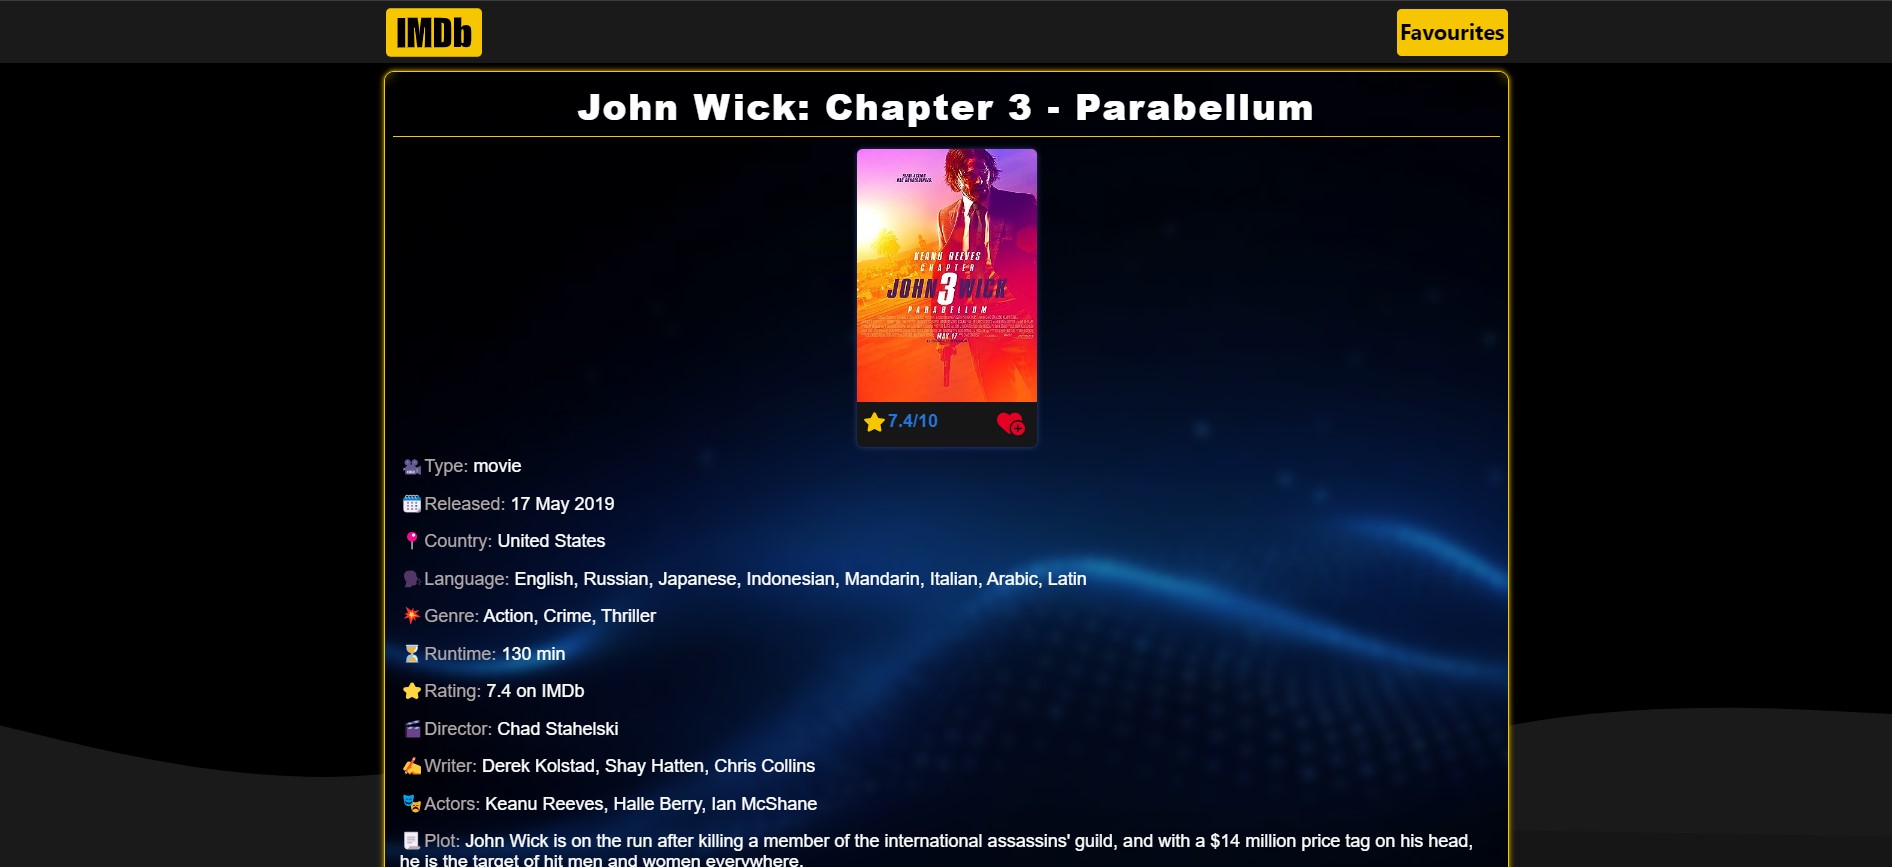 IMDb
Favourites
John Wick: Chapter 3 - Parabellum
KEANU REEVES
CHAPTER
JOHN 3 WICK
PARABELLUM
MAY 17
7.4/10
Type: movie
Released: 17 May 2019
Country: United States
Language: English, Russian, Japanese, Indonesian, Mandarin, Italian, Arabic, Latin
Genre: Action, Crime, Thriller
Runtime: 130 min
Rating: 7.4 on IMDb
Director: Chad Stahelski
Writer: Derek Kolstad, Shay Hatten, Chris Collins
Actors: Keanu Reeves, Halle Berry, Ian McShane
Plot: John Wick is on the run after killing a member of the international assassins' guild, and with a $14 million price tag on his head,
he is the target of hit men and women everywhere.